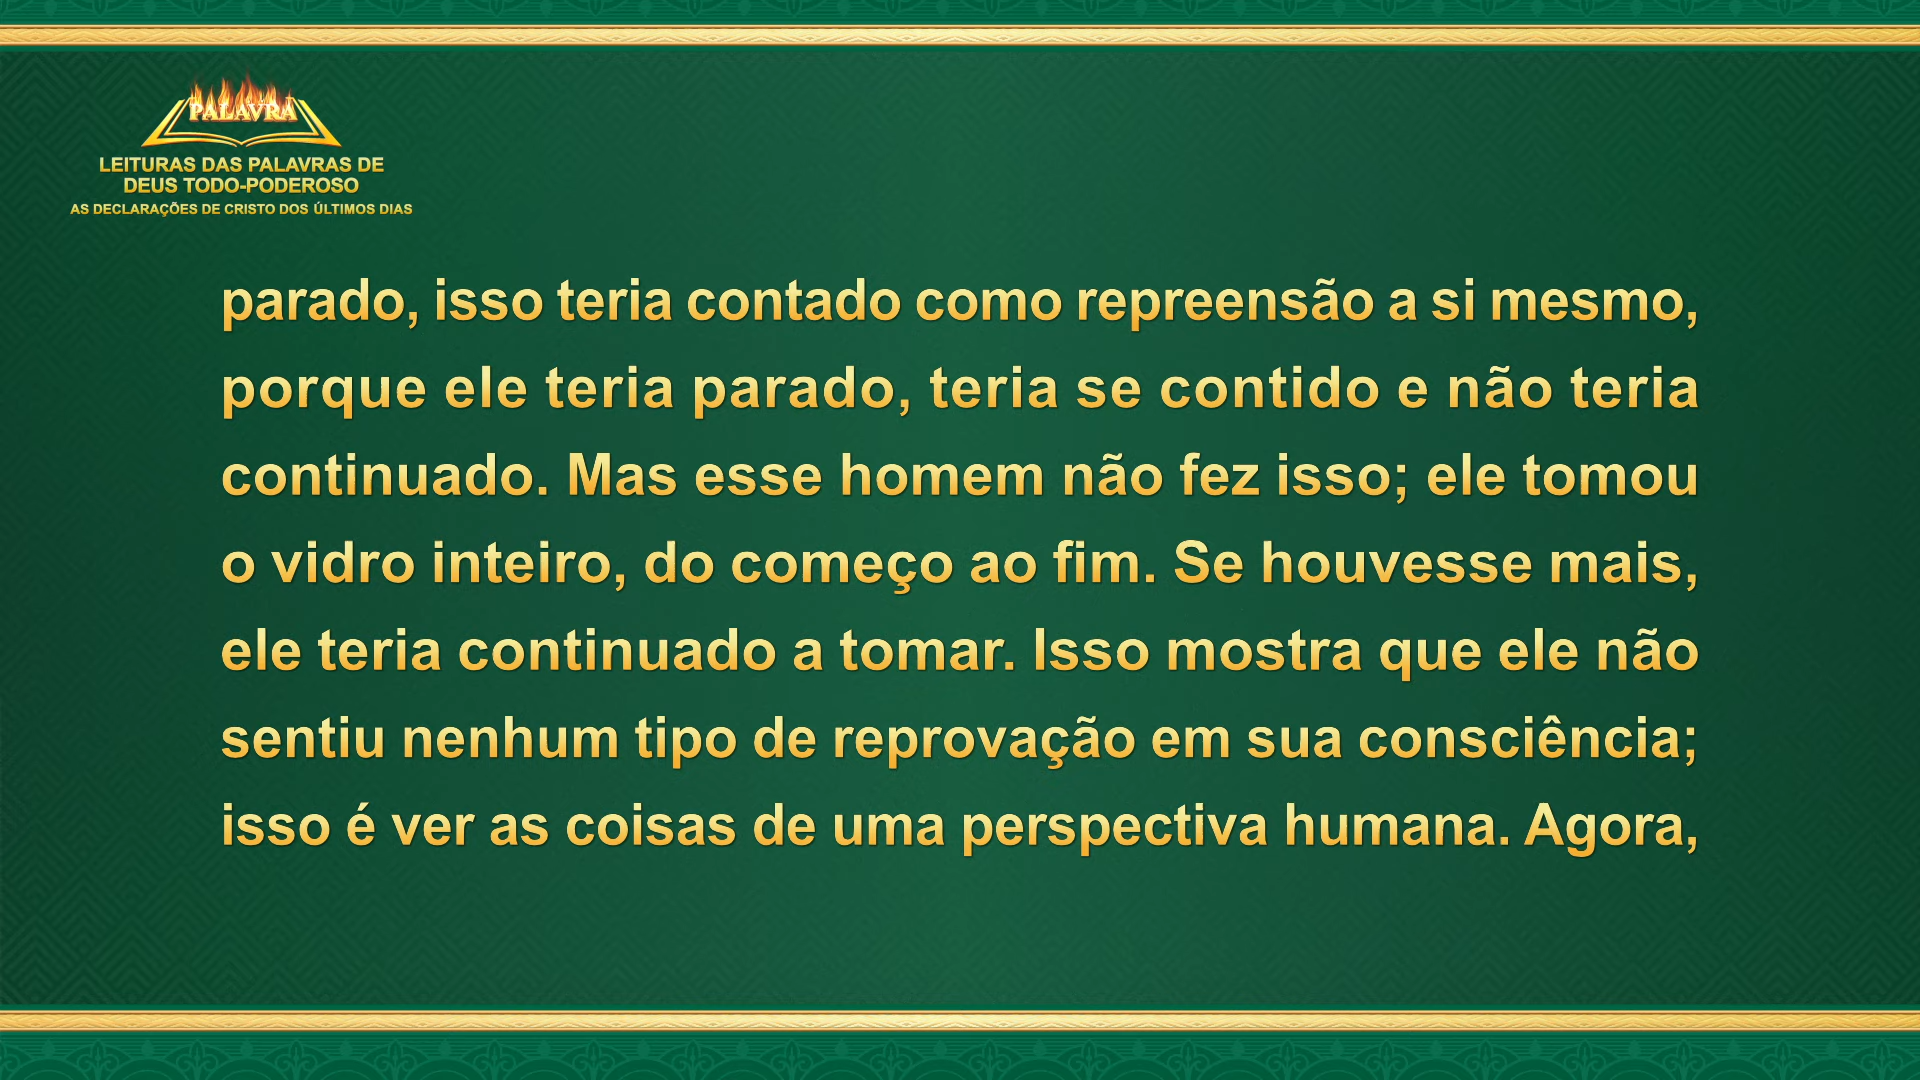 PALAVRA
LEITURAS DAS PALAVRAS DE
DEUS TODO-PODEROSO
AS DECLARAÇÕES DE CRISTO DOS ÚLTIMOS DIAS
parado, isso teria contado como repreensão a si mesmo,
porque ele teria parado, teria se contido e não teria
continuado. Mas esse homem não fez isso; ele tomou
o vidro inteiro, do começo ao fim. Se houvesse mais,
ele teria continuado a tomar. Isso mostra que ele não
sentiu nenhum tipo de reprovação em sua consciência;
isso é ver as coisas de uma perspectiva humana. Agora,